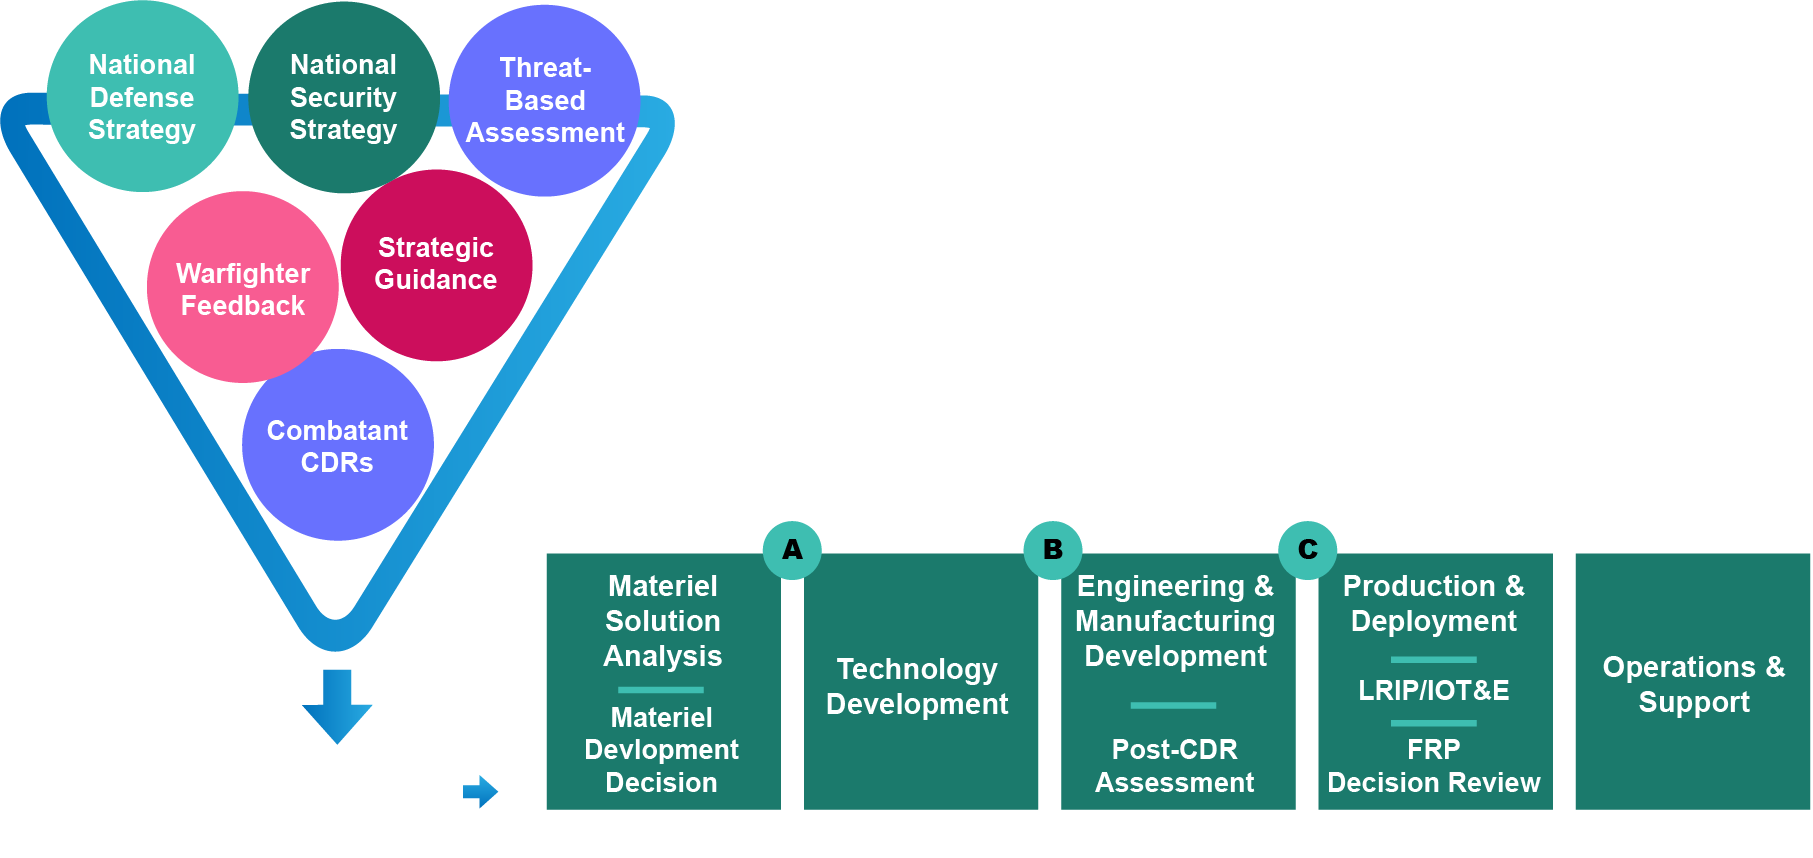 National
Defense
Strategy
National
Security
Strategy
Threat-
Based
Assessment
Warfighter
Feedback
Strategic
Guidance
Combatant
CDRs
A
B
C
Materiel
Solution
Analysis
Materiel
Devlopment
Decision
Technology
Development
Engineering &
Manufacturing
Development
Post-CDR
Assessment
Production &
Deployment
LRIP/IOT&E
FRP
Decision Review
Operations &
Support